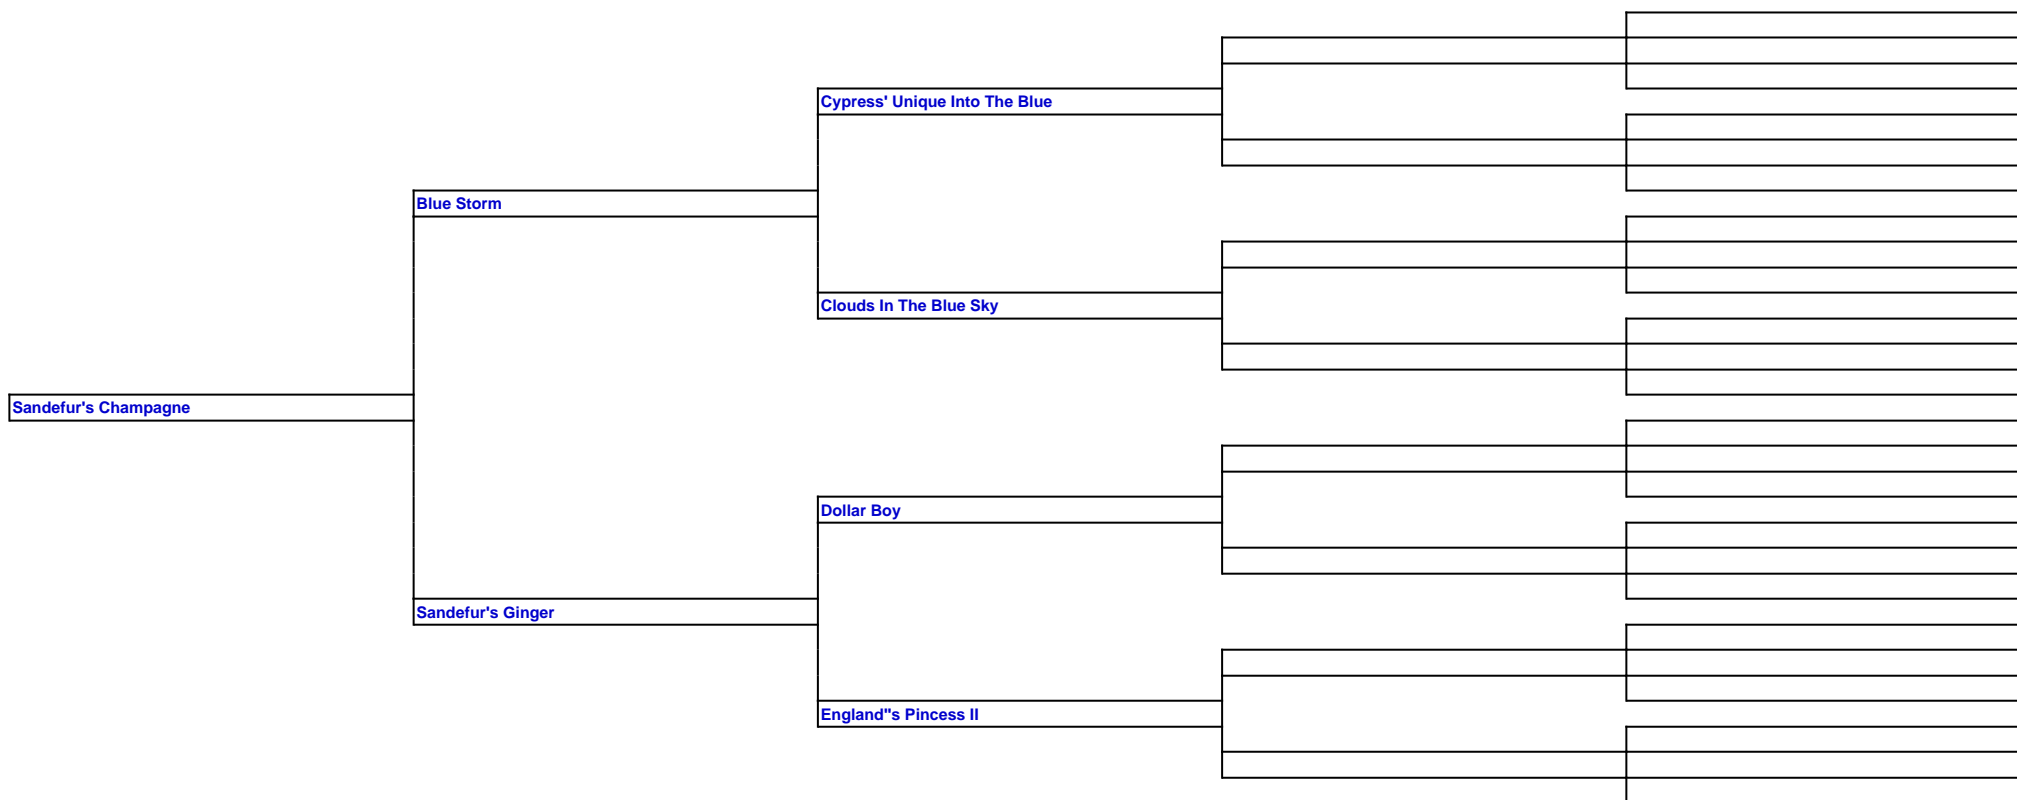 Cypress' Unique Into The Blue
Blue Storm
Clouds In The Blue Sky
Sandefur's Champagne
Dollar Boy
Sandefur's Ginger
England"s Pincess II